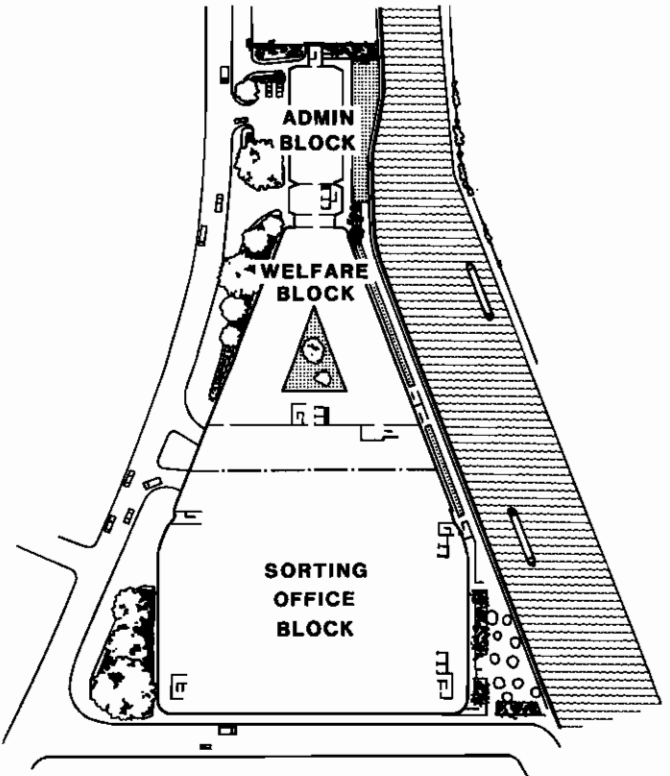 ADMIN
BLOCK
WELFARE
BLOCK
SORTING
OFFICE
BLOCK